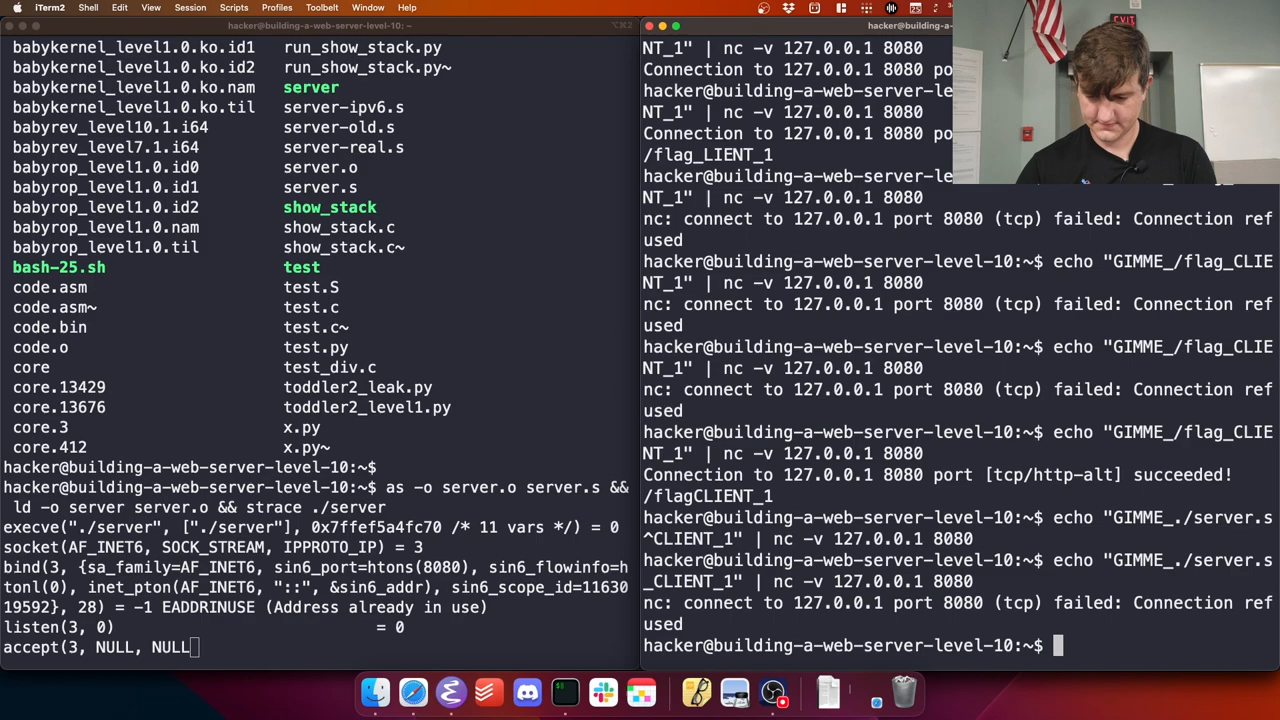 iTerm2 Shell Edit View Session Scripts Profiles Toolbelt Window Help
hacker@building-a-web-server-level-10: ~
⌥⌘2
babykernel_level1.0.ko.id1 run_show_stack.py
babykernel_level1.0.ko.id2 run_show_stack.py~
babykernel_level1.0.ko.nam server
babykernel_level1.0.ko.til server-ipv6.s
babyrev_level10.1.i64 server-old.s
babyrev_level7.1.i64 server-real.s
babyrop_level1.0.id0 server.o
babyrop_level1.0.id1 server.s
babyrop_level1.0.id2 show_stack
babyrop_level1.0.nam show_stack.c
babyrop_level1.0.til show_stack.c~
bash-25.sh test
code.asm test.S
code.asm~ test.c
code.bin test.c~
code.o test.py
core test_div.c
core.13429 toddler2_leak.py
core.13676 toddler2_level1.py
core.3 x.py
core.412 x.py~
hacker@building-a-web-server-level-10:~$
hacker@building-a-web-server-level-10:~$ as -o server.o server.s &&
ld -o server server.o && strace ./server
execve("./server", ["./server"], 0x7ffef5a4fc70 /* 11 vars */) = 0
socket(AF_INET6, SOCK_STREAM, IPPROTO_IP) = 3
bind(3, {sa_family=AF_INET6, sin6_port=htons(8080), sin6_flowinfo=h
tonl(0), inet_pton(AF_INET6, "::", &sin6_addr), sin6_scope_id=11630
19592}, 28) = -1 EADDRINUSE (Address already in use)
listen(3, 0) = 0
accept(3, NULL, NULL
hacker@building-a-
NT_1" | nc -v 127.0.0.1 8080
Connection to 127.0.0.1 8080 po
hacker@building-a-web-server-le
NT_1" | nc -v 127.0.0.1 8080
Connection to 127.0.0.1 8080 po
/flag_LIENT_1
hacker@building-a-web-server-le
NT_1" | nc -v 127.0.0.1 8080
nc: connect to 127.0.0.1 port 8080 (tcp) failed: Connection ref
used
hacker@building-a-web-server-level-10:~$ echo "GIMME_/flag_CLIE
NT_1" | nc -v 127.0.0.1 8080
nc: connect to 127.0.0.1 port 8080 (tcp) failed: Connection ref
used
hacker@building-a-web-server-level-10:~$ echo "GIMME_/flag_CLIE
NT_1" | nc -v 127.0.0.1 8080
nc: connect to 127.0.0.1 port 8080 (tcp) failed: Connection ref
used
hacker@building-a-web-server-level-10:~$ echo "GIMME_/flag_CLIE
NT_1" | nc -v 127.0.0.1 8080
Connection to 127.0.0.1 8080 port [tcp/http-alt] succeeded!
/flagCLIENT_1
hacker@building-a-web-server-level-10:~$ echo "GIMME_./server.s
^CLIENT_1" | nc -v 127.0.0.1 8080
hacker@building-a-web-server-level-10:~$ echo "GIMME_./server.s
_CLIENT_1" | nc -v 127.0.0.1 8080
nc: connect to 127.0.0.1 port 8080 (tcp) failed: Connection ref
used
hacker@building-a-web-server-level-10:~$
EXIT